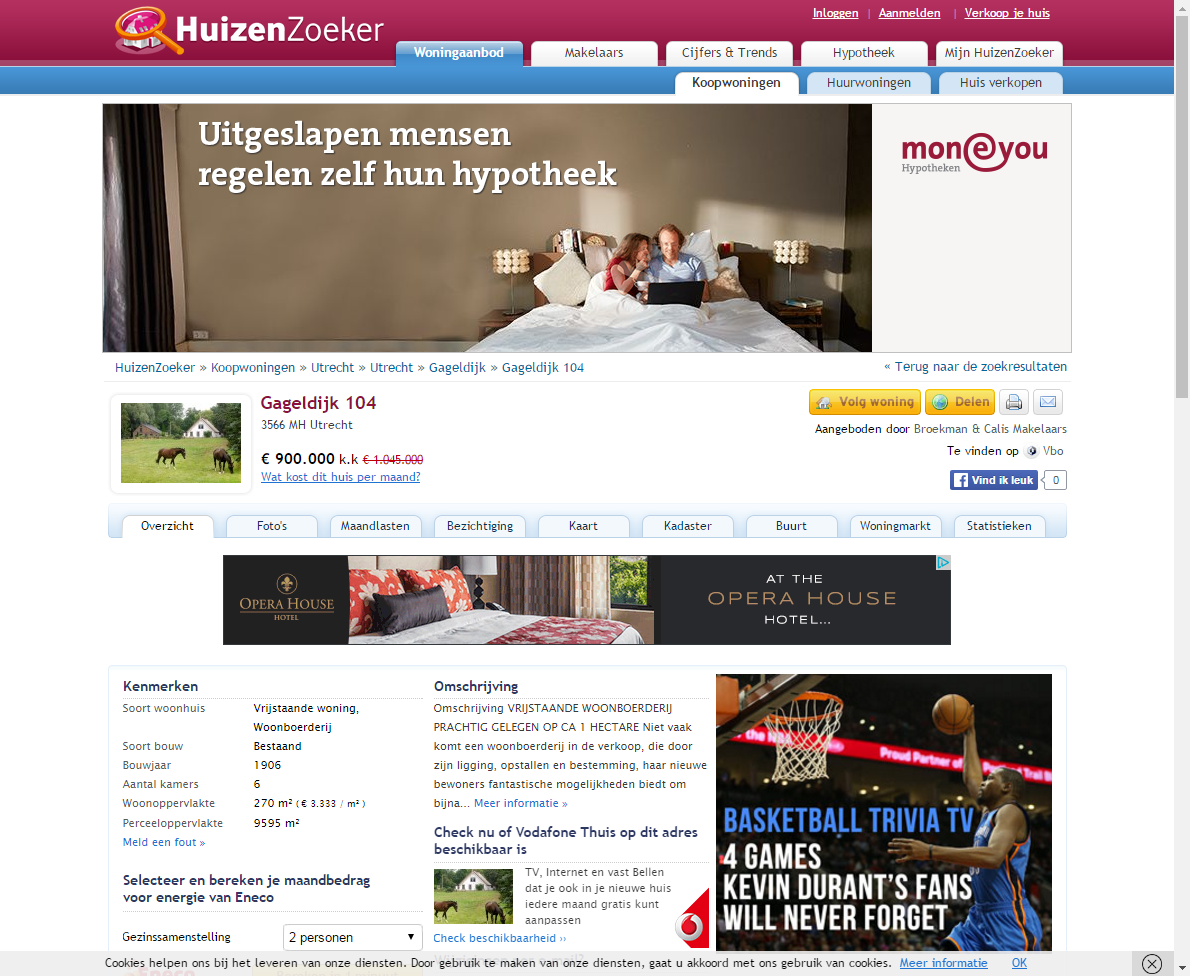 Inloggen | Aanmelden | Verkoop je huis
HuizenZoeker
Woningaanbod Makelaars Cijfers & Trends Hypotheek Mijn HuizenZoeker
Koopwoningen Huurwoningen Huis verkopen
Uitgeslapen mensen
regelen zelf hun hypotheek
mon@you
Hypotheken
HuizenZoeker » Koopwoningen » Utrecht » Utrecht » Gageldijk » Gageldijk 104
« Terug naar de zoekresultaten
Gageldijk 104
3566 MH Utrecht
€ 900.000 k.k € 1.045.000
Wat kost dit huis per maand?
Volg woning Delen
Aangeboden door Broekman & Calis Makelaars
Te vinden op Vbo
Vind ik leuk 0
Overzicht Foto's Maandlasten Bezichtiging Kaart Kadaster Buurt Woningmarkt Statistieken
OPERA HOUSE
HOTEL
AT THE
OPERA HOUSE
HOTEL...
Kenmerken
Soort woonhuis Vrijstaande woning,
Woonboerderij
Soort bouw Bestaand
Bouwjaar 1906
Aantal kamers 6
Woonoppervlakte 270 m² ( € 3.333 / m² )
Perceeloppervlakte 9595 m²
Meld een fout »
Selecteer en bereken je maandbedrag
voor energie van Eneco
Gezinssamenstelling 2 personen
Omschrijving
Omschrijving VRIJSTAANDE WOONBOERDERIJ
PRACHTIG GELEGEN OP CA 1 HECTARE Niet vaak
komt een woonboerderij in de verkoop, die door
zijn ligging, opstallen en bestemming, haar nieuwe
bewoners fantastische mogelijkheden biedt om
bijna... Meer informatie »
Check nu of Vodafone Thuis op dit adres
beschikbaar is
TV, Internet en vast Bellen
dat je ook in je nieuwe huis
iedere maand gratis kunt
aanpassen
Check beschikbaarheid ››
Proud Partner of
BASKETBALL TRIVIA TV
4 GAMES
KEVIN DURANT'S FANS
WILL NEVER FORGET
Cookies helpen ons bij het leveren van onze diensten. Door gebruik te maken van onze diensten, gaat u akkoord met ons gebruik van cookies. Meer informatie OK